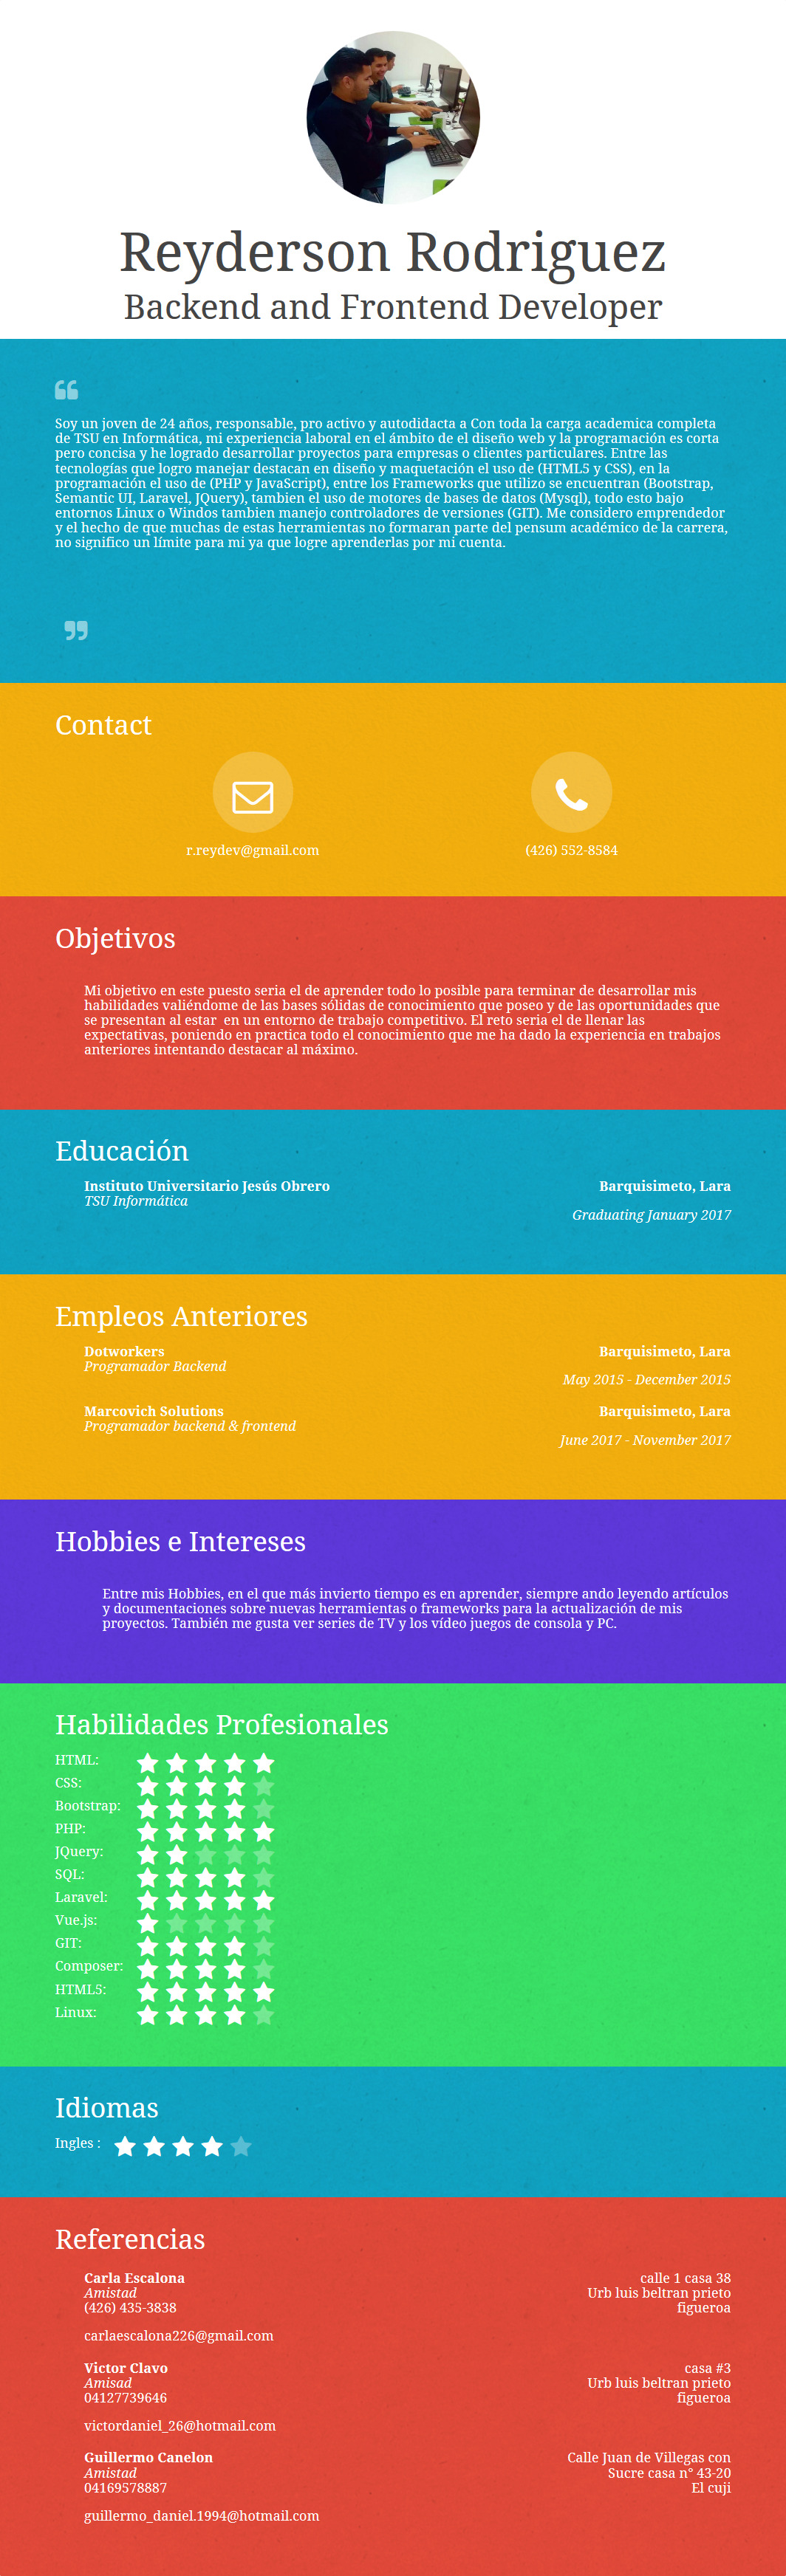 Reyderson Rodriguez
Backend and Frontend Developer
“
Soy un joven de 24 años, responsable, pro activo y autodidacta a Con toda la carga academica completa
de TSU en Informática, mi experiencia laboral en el ámbito de el diseño web y la programación es corta
pero concisa y he logrado desarrollar proyectos para empresas o clientes particulares. Entre las
tecnologías que logro manejar destacan en diseño y maquetación el uso de (HTML5 y CSS), en la
programación el uso de (PHP y JavaScript), entre los Frameworks que utilizo se encuentran (Bootstrap,
Semantic UI, Laravel, JQuery), tambien el uso de motores de bases de datos (Mysql), todo esto bajo
entornos Linux o Windos tambien manejo controladores de versiones (GIT). Me considero emprendedor
y el hecho de que muchas de estas herramientas no formaran parte del pensum académico de la carrera,
no significo un límite para mi ya que logre aprenderlas por mi cuenta.
”
Contact
r.reydev@gmail.com
(426) 552-8584
Objetivos
Mi objetivo en este puesto seria el de aprender todo lo posible para terminar de desarrollar mis
habilidades valiéndome de las bases sólidas de conocimiento que poseo y de las oportunidades que
se presentan al estar en un entorno de trabajo competitivo. El reto seria el de llenar las
expectativas, poniendo en practica todo el conocimiento que me ha dado la experiencia en trabajos
anteriores intentando destacar al máximo.
Educación
Instituto Universitario Jesús Obrero
Barquisimeto, Lara
TSU Informática
Graduating January 2017
Empleos Anteriores
Dotworkers
Barquisimeto, Lara
Programador Backend
May 2015 - December 2015
Marcovich Solutions
Barquisimeto, Lara
Programador backend & frontend
June 2017 - November 2017
Hobbies e Intereses
Entre mis Hobbies, en el que más invierto tiempo es en aprender, siempre ando leyendo artículos
y documentaciones sobre nuevas herramientas o frameworks para la actualización de mis
proyectos. También me gusta ver series de TV y los vídeo juegos de consola y PC.
Habilidades Profesionales
HTML:
CSS:
Bootstrap:
PHP:
JQuery:
SQL:
Laravel:
Vue.js:
GIT:
Composer:
HTML5:
Linux:
Idiomas
Ingles :
Referencias
Carla Escalona
Amistad
(426) 435-3838
carlaescalona226@gmail.com
calle 1 casa 38
Urb luis beltran prieto
figueroa
Victor Clavo
Amisad
04127739646
victordaniel_26@hotmail.com
casa #3
Urb luis beltran prieto
figueroa
Guillermo Canelon
Amistad
04169578887
guillermo_daniel.1994@hotmail.com
Calle Juan de Villegas con
Sucre casa n° 43-20
El cuji